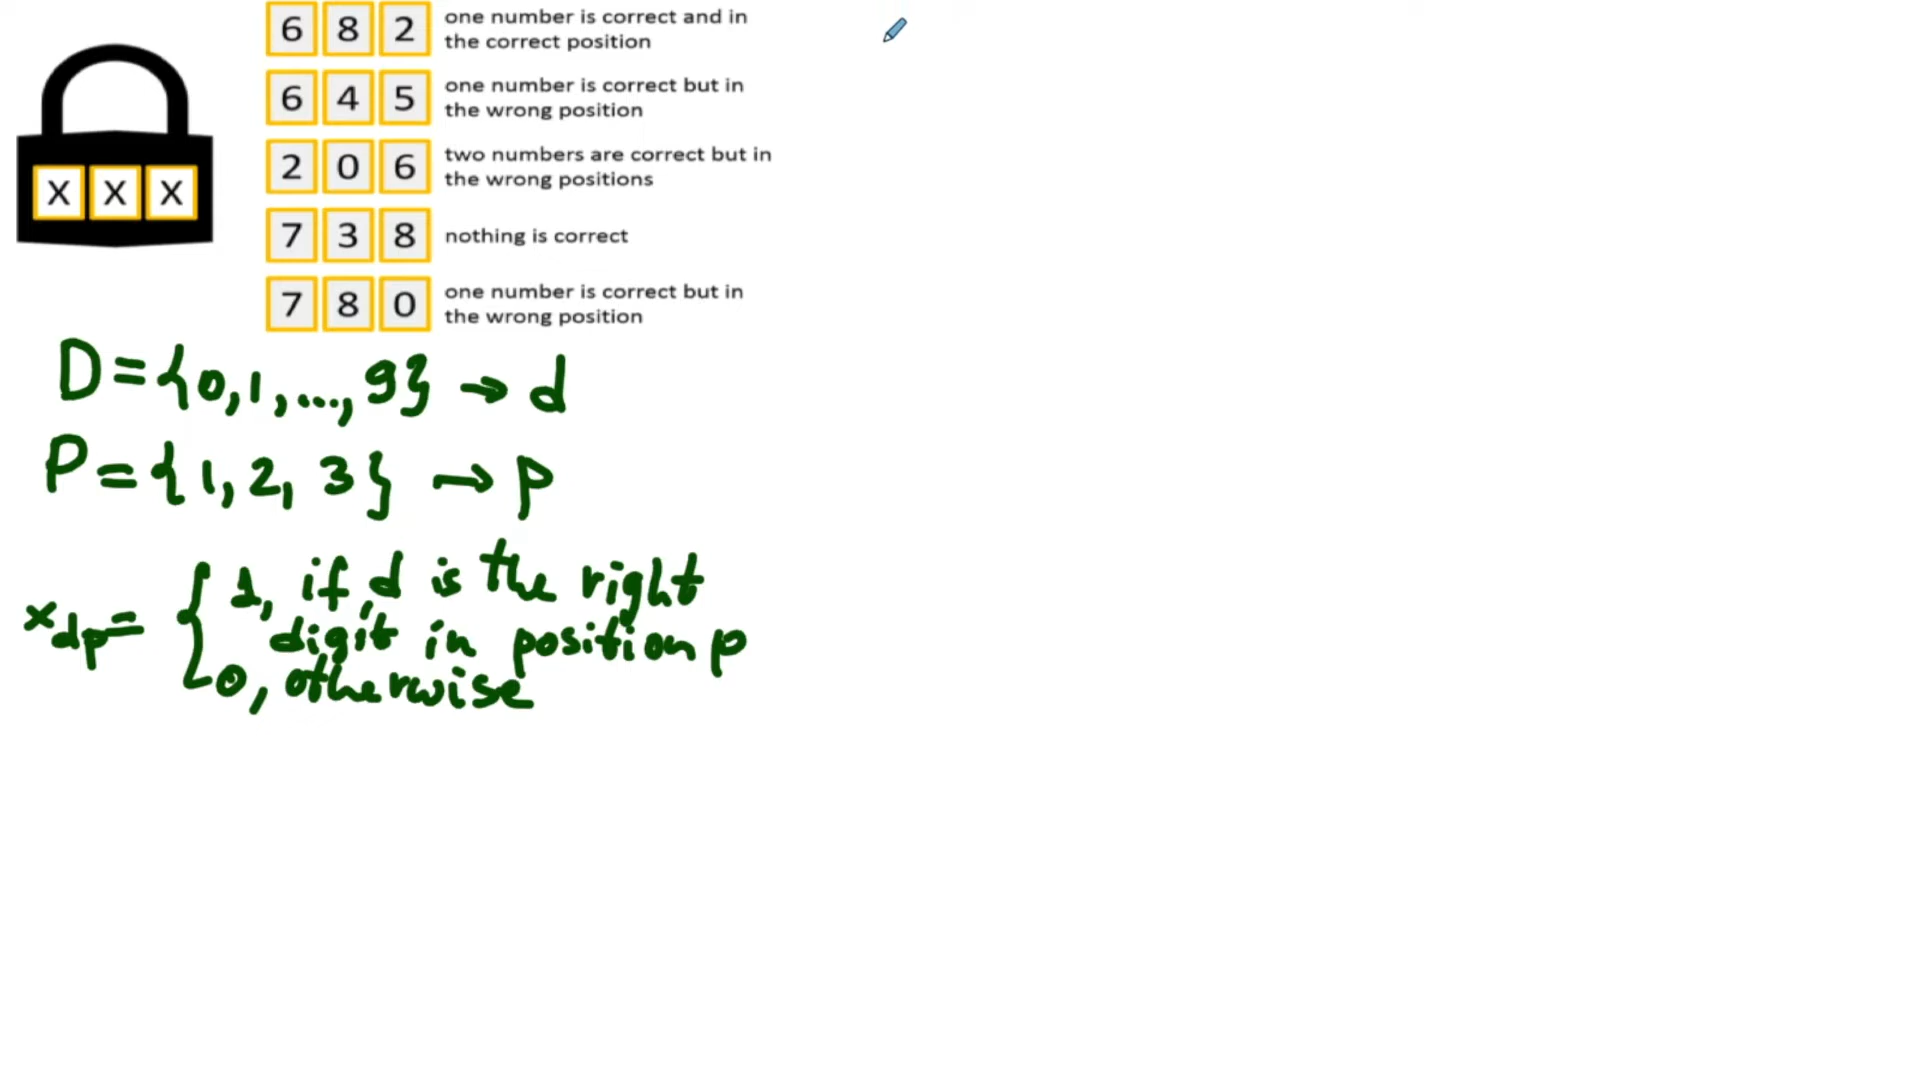 6 8 2 one number is correct and in
the correct position
6 4 5 one number is correct but in
the wrong position
2 0 6 two numbers are correct but in
the wrong positions
X X X
7 3 8 nothing is correct
7 8 0 one number is correct but in
the wrong position
D = {0, 1, ..., 9} → d
P = {1, 2, 3} → p
x_dp = { 1, if d is the right
digit in position p
0, otherwise